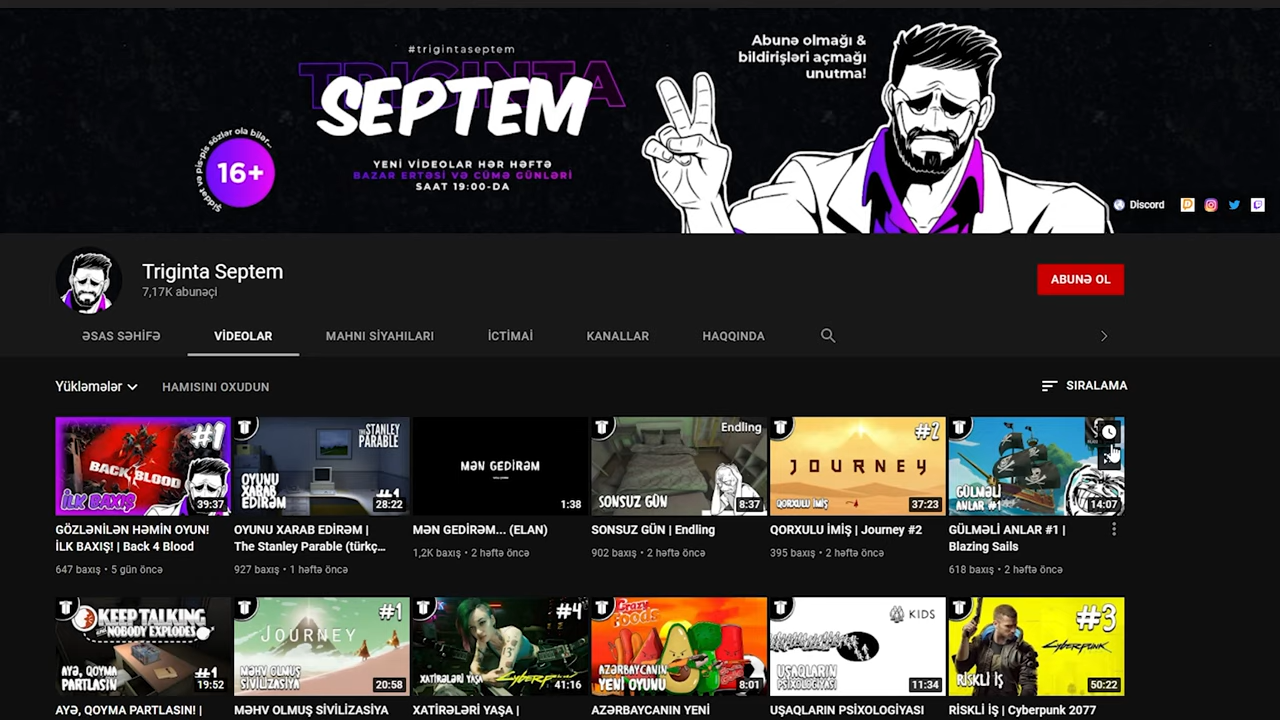 #trigintaseptem
TRIGINTA
SEPTEM
Abunə olmağı &
bildirişləri açmağı
unutma!
Şiddət və pis-pis sözlər ola bilər~
16+
YENİ VİDEOLAR HƏR HƏFTƏ
BAZAR ERTƏSİ VƏ CÜMƏ GÜNLƏRİ
SAAT 19:00-DA
Discord
Triginta Septem
7,17K abunəçi
ABUNƏ OL
ƏSAS SƏHİFƏ
VİDEOLAR
MAHNI SİYAHILARI
İCTİMAİ
KANALLAR
HAQQINDA
Yükləmələr
HAMISINI OXUDUN
SIRALAMA
#1
BACK 4 BLOOD
İLK BAXIŞ
39:37
THE STANLEY
PARABLE
OYUNU
XARAB
EDİRƏM
#1
28:22
MƏN GEDİRƏM
1:38
Endling
SONSUZ GÜN
8:37
#2
JOURNEY
QORXULU İMİŞ
37:23
GÜLMƏLİ
ANLAR #1
14:07
GÖZLƏNİLƏN HƏMİN OYUN!
İLK BAXIŞ! | Back 4 Blood
647 baxış • 5 gün öncə
OYUNU XARAB EDİRƏM |
The Stanley Parable (türkç...
927 baxış • 1 həftə öncə
MƏN GEDİRƏM... (ELAN)
1,2K baxış • 2 həftə öncə
SONSUZ GÜN | Endling
902 baxış • 2 həftə öncə
QORXULU İMİŞ | Journey #2
395 baxış • 2 həftə öncə
GÜLMƏLİ ANLAR #1 |
Blazing Sails
618 baxış • 2 həftə öncə
KEEP TALKING
AND NOBODY EXPLODES
AYƏ, QOYMA
PARTLASIN
#1
19:52
#1
JOURNEY
MƏHV OLMUŞ
SİVİLİZASİYA
20:58
#4
XATİRƏLƏRİ YAŞA
Cyberpunk
41:16
Crazy
Foods
AZƏRBAYCANIN
YENİ OYUNU
8:01
KIDS
UŞAQLARIN
PSİXOLOGİYASI
11:34
#3
Cyberpunk
RİSKLİ İŞ
50:22
AYƏ, QOYMA PARTLASIN! |
MƏHV OLMUŞ SİVİLİZASİYA
XATİRƏLƏRİ YAŞA |
AZƏRBAYCANIN YENİ
UŞAQLARIN PSİXOLOGİYASI
RİSKLİ İŞ | Cyberpunk 2077